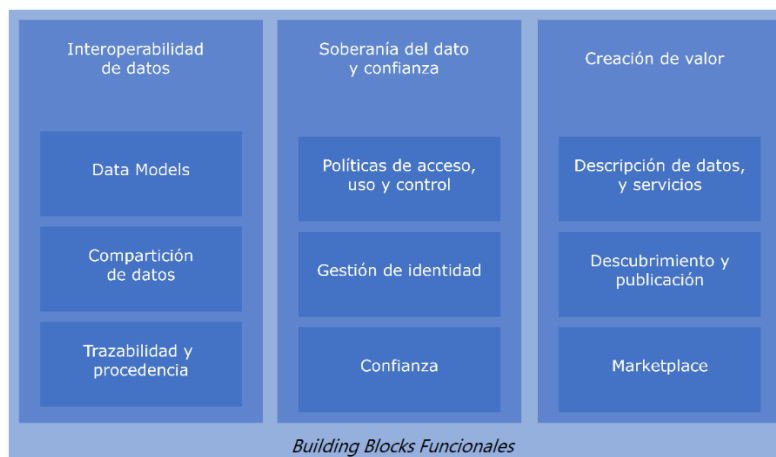 Interoperabilidad
de datos
Data Models
Compartición
de datos
Trazabilidad y
procedencia
Soberanía del dato
y confianza
Políticas de acceso,
uso y control
Gestión de identidad
Confianza
Creación de valor
Descripción de datos,
y servicios
Descubrimiento y
publicación
Marketplace
Building Blocks Funcionales